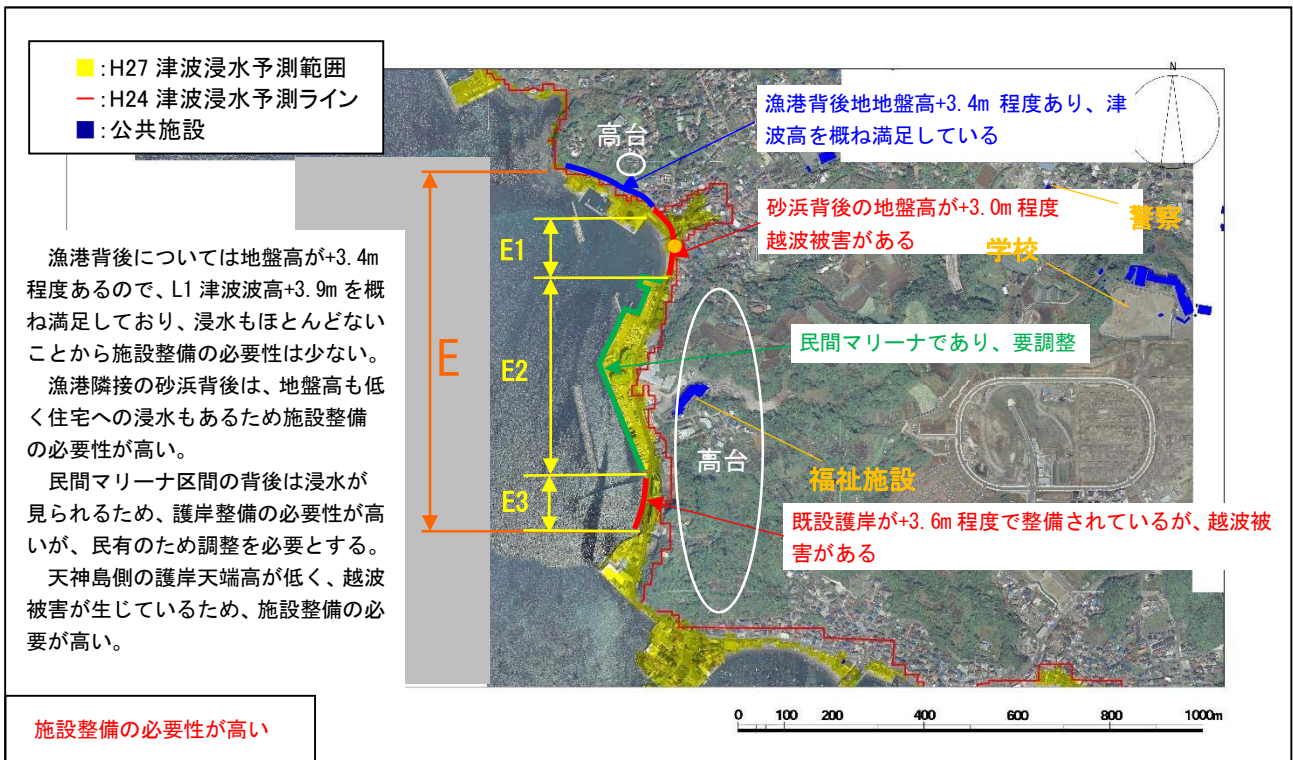 ■:H27 津波浸水予測範囲
―:H24 津波浸水予測ライン
■:公共施設
漁港背後については地盤高が+3.4m
程度あるので、L1 津波波高+3.9m を概
ね満足しており、浸水もほとんどない
ことから施設整備の必要性は少ない。
漁港隣接の砂浜背後は、地盤高も低
く住宅への浸水もあるため施設整備
の必要性が高い。
民間マリーナ区間の背後は浸水が
見られるため、護岸整備の必要性が高
いが、民有のため調整を必要とする。
天神島側の護岸天端高が低く、越波
被害が生じているため、施設整備の必
要が高い。
施設整備の必要性が高い
E
E1
E2
E3
高台
漁港背後地地盤高+3.4m 程度あり、津
波高を概ね満足している
N
砂浜背後の地盤高が+3.0m 程度
越波被害がある
警察
学校
民間マリーナであり、要調整
高台
福祉施設
既設護岸が+3.6m 程度で整備されているが、越波被
害がある
0 100 200 400 600 800 1000m